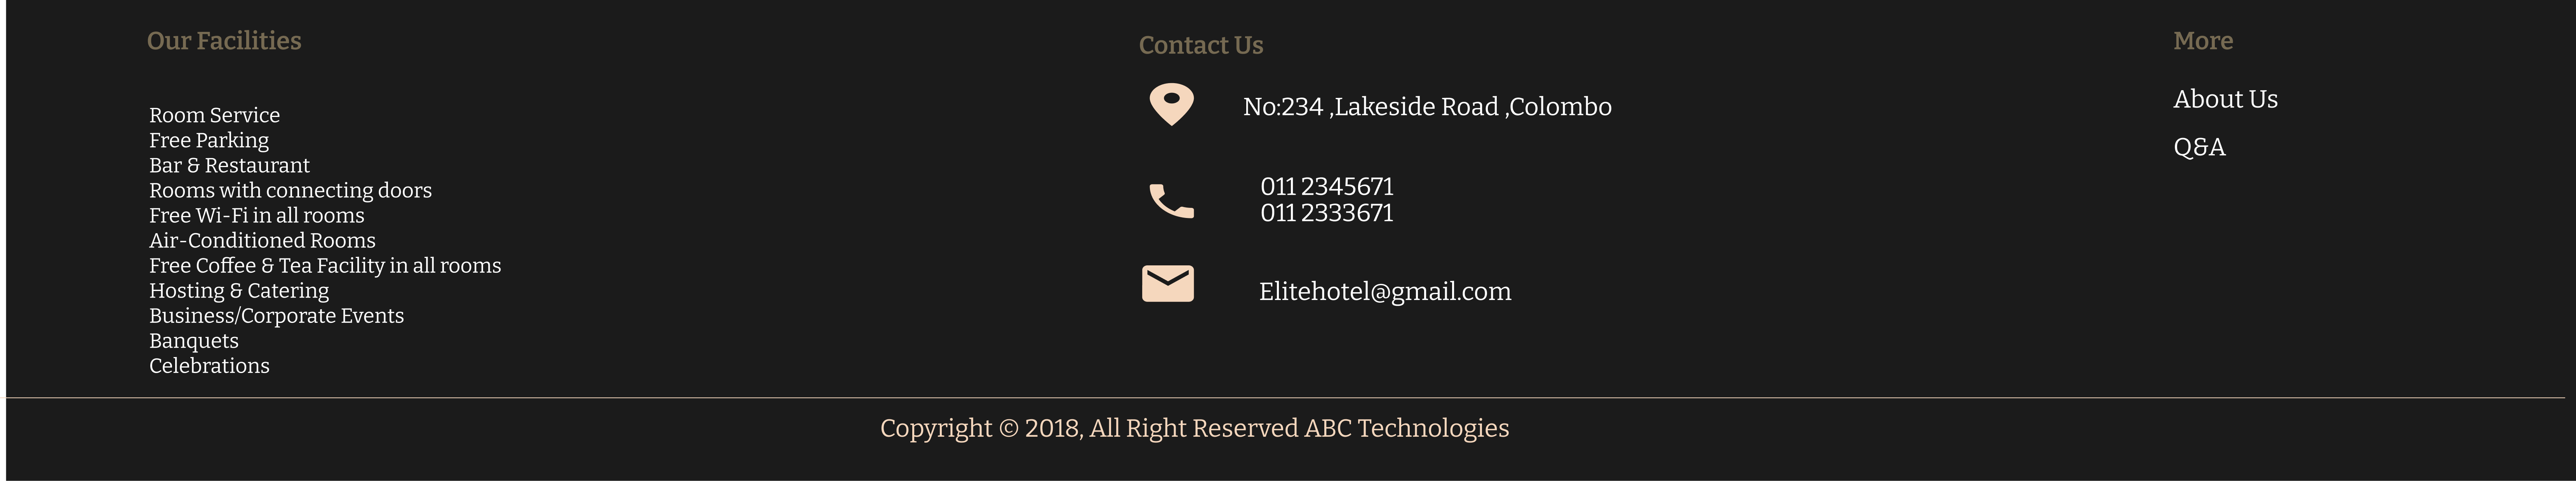 Our Facilities
Room Service
Free Parking
Bar & Restaurant
Rooms with connecting doors
Free Wi-Fi in all rooms
Air-Conditioned Rooms
Free Coffee & Tea Facility in all rooms
Hosting & Catering
Business/Corporate Events
Banquets
Celebrations
Contact Us
No:234 ,Lakeside Road ,Colombo
011 2345671
011 2333671
Elitehotel@gmail.com
More
About Us
Q&A
Copyright © 2018, All Right Reserved ABC Technologies